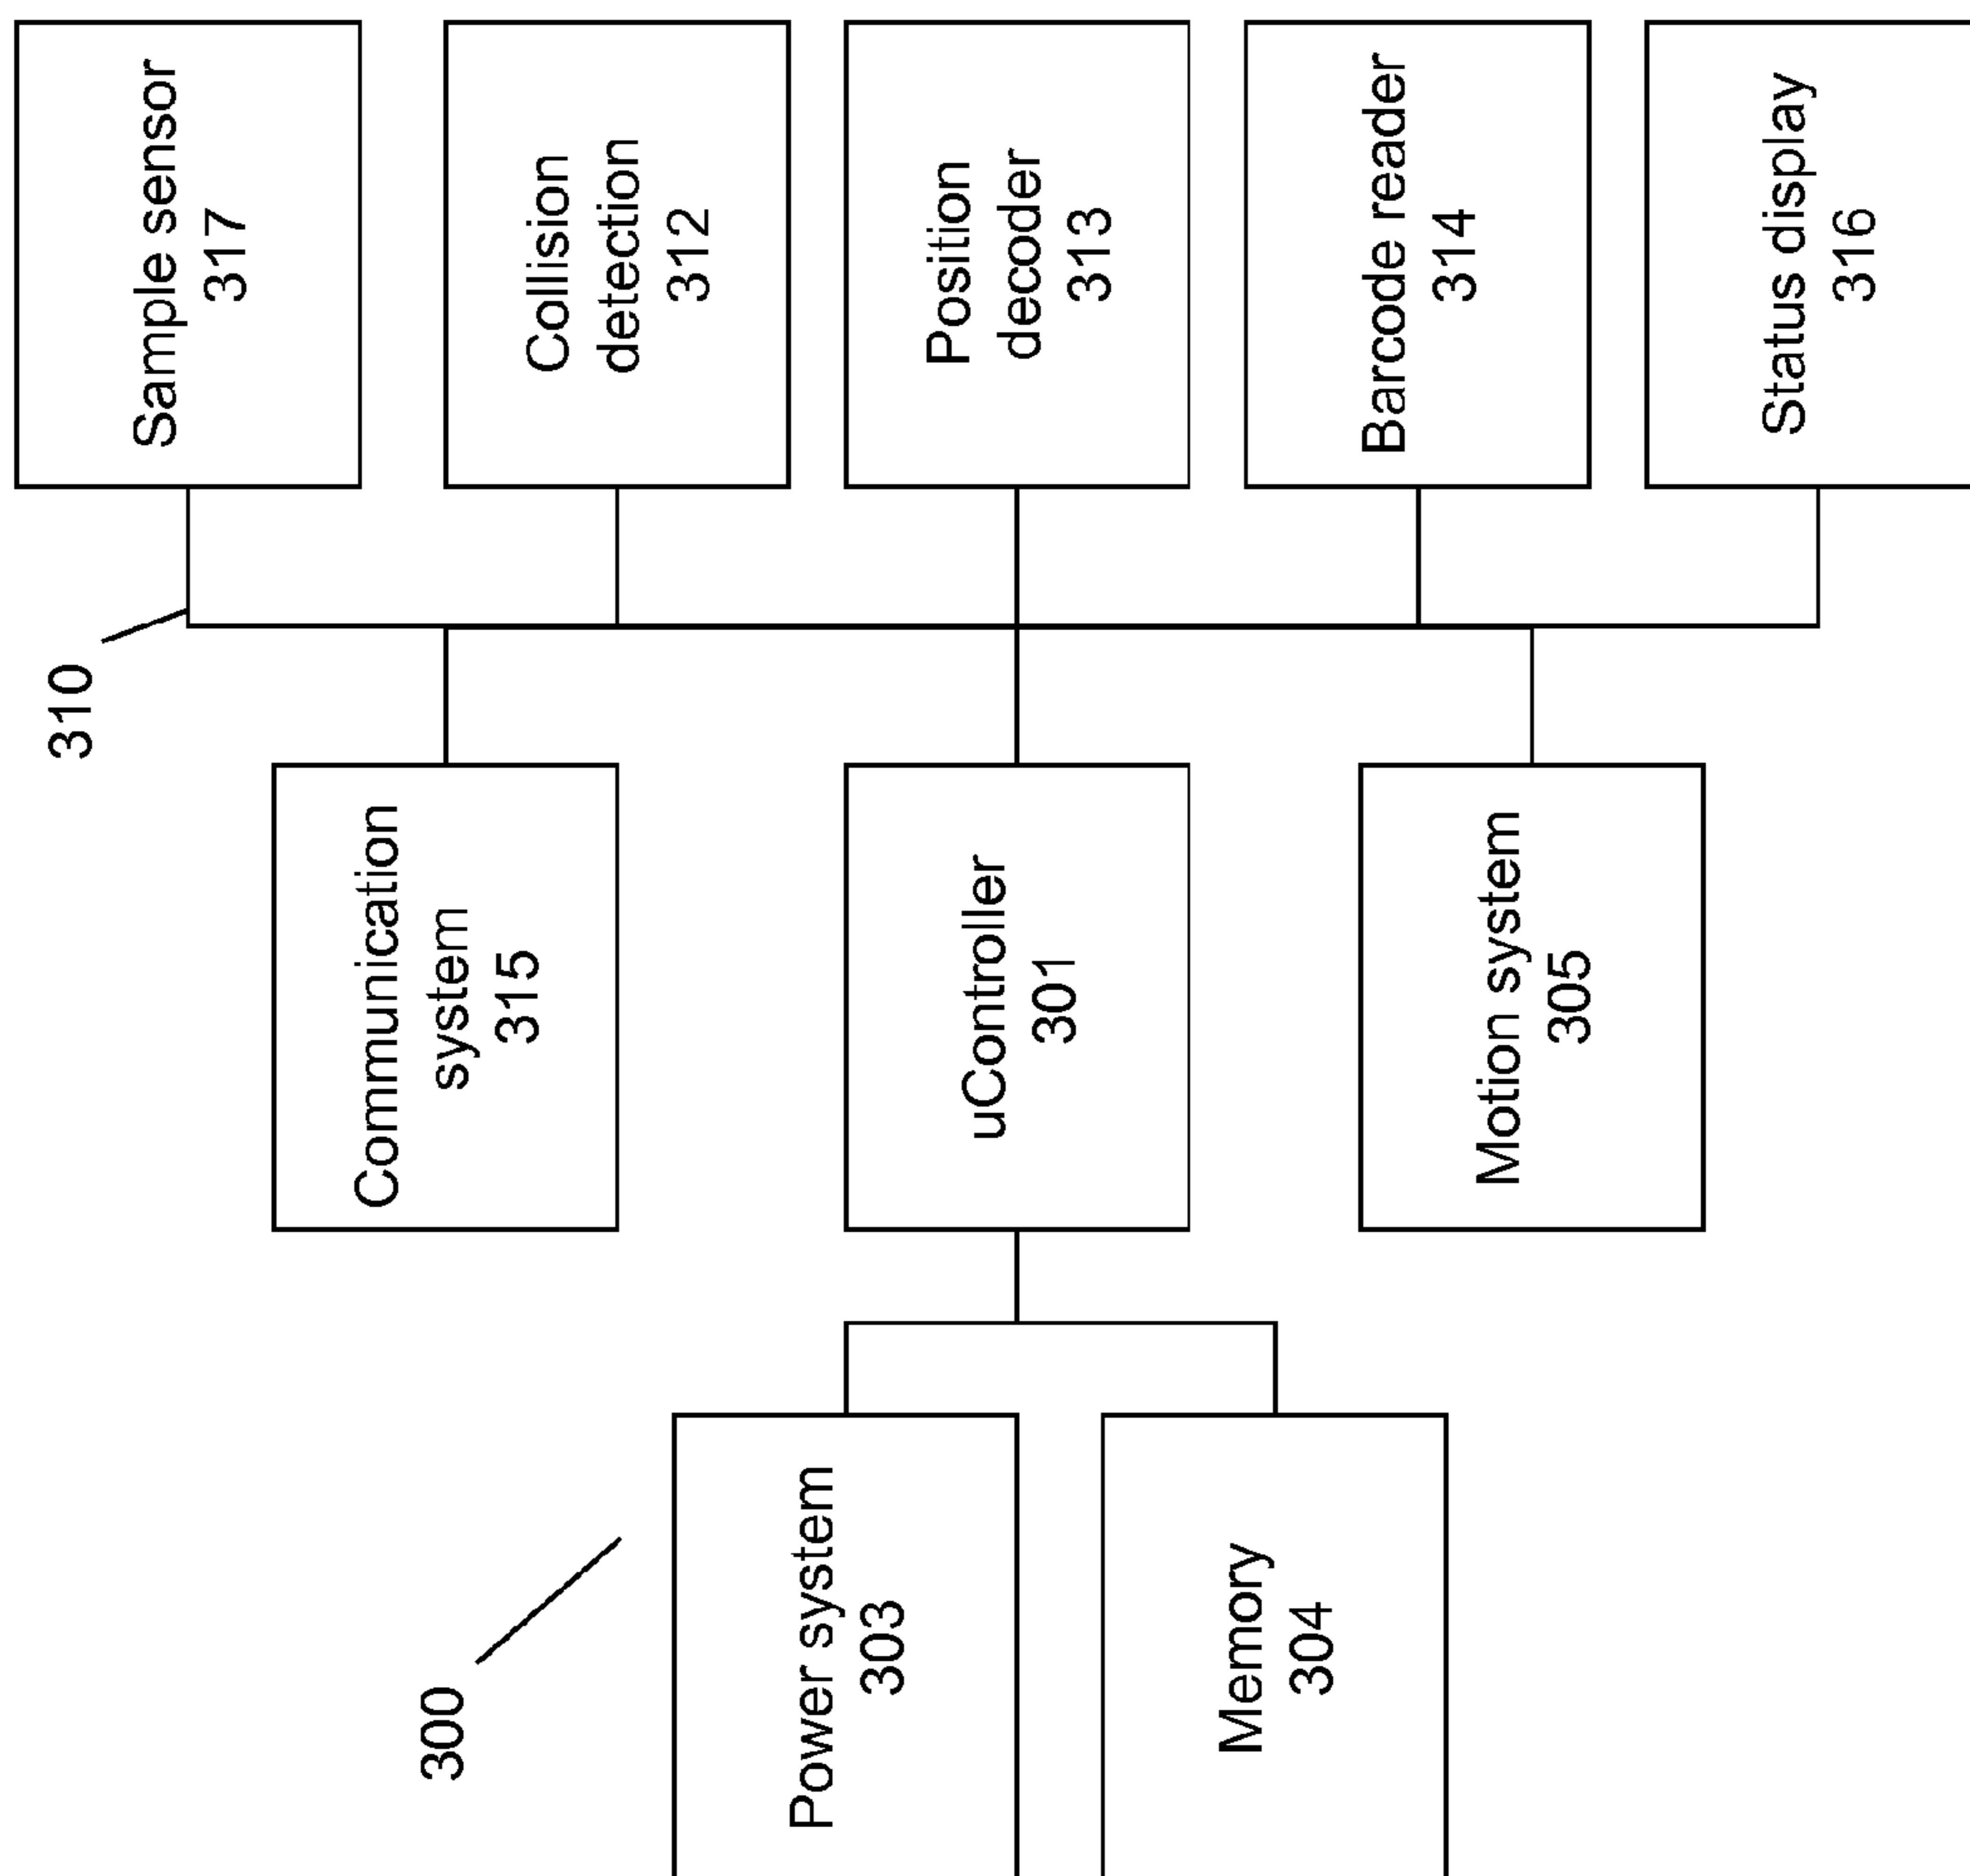 300
Power system
303
Memory
304
Communication
system
315
uController
301
Motion system
305
310
Sample sensor
317
Collision
detection
312
Position
decoder
313
Barcode reader
314
Status display
316